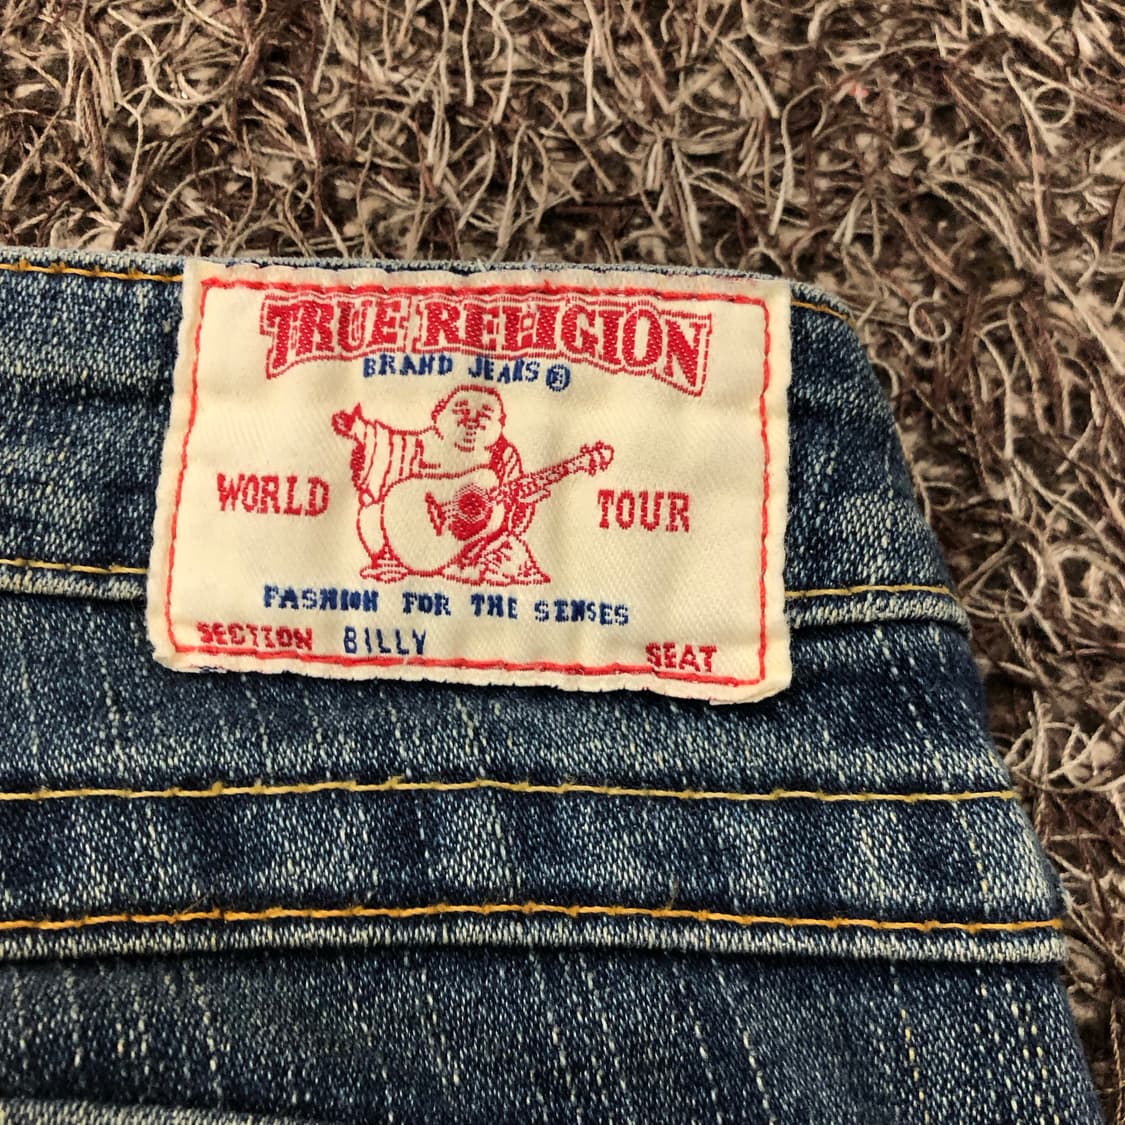 TRUE RELIGION
BRAND JEANS ®
WORLD TOUR
FASHION FOR THE SENSES
SECTION BILLY SEAT